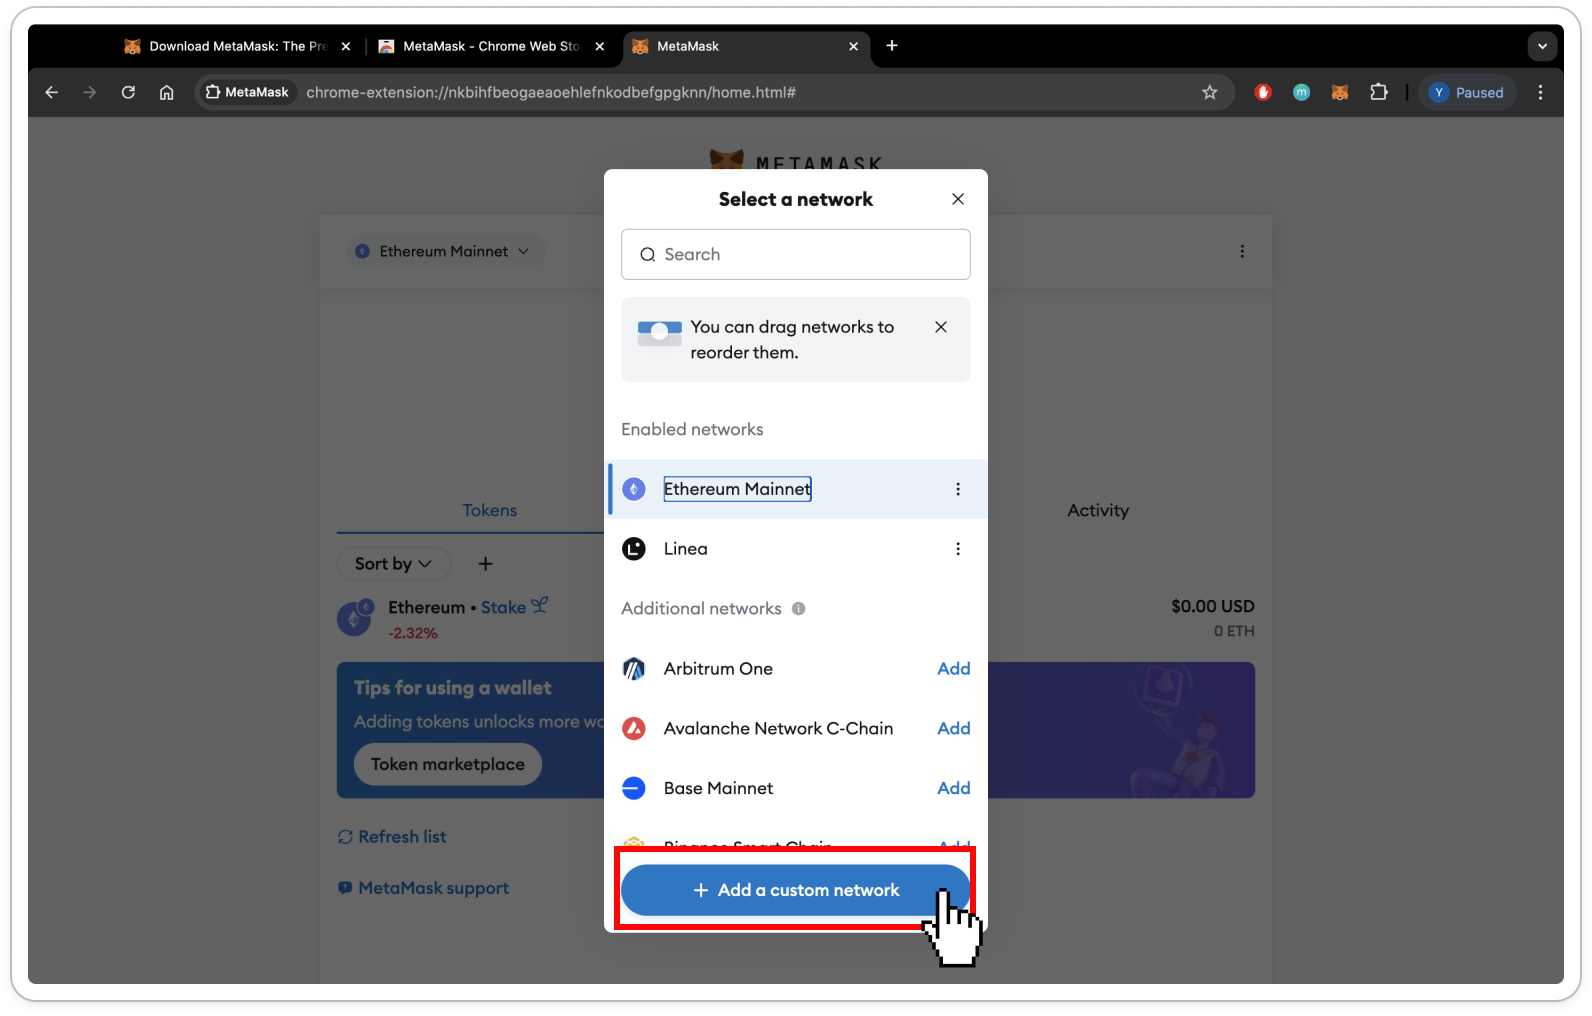 Download MetaMask: The Pre
MetaMask - Chrome Web Sto
MetaMask
MetaMask
chrome-extension://nkbihfbeogaeaoehlefnkodbefgpgknn/home.html#
m
Y Paused
METAMASK
Select a network
Ethereum Mainnet
Search
You can drag networks to
reorder them.
Enabled networks
Ethereum Mainnet
Tokens
Activity
Linea
Sort by
Ethereum • Stake
-2.32%
$0.00 USD
0 ETH
Additional networks
Arbitrum One Add
Tips for using a wallet
Adding tokens unlocks more wa
Avalanche Network C-Chain Add
Token marketplace
Base Mainnet Add
Refresh list
Binance Smart Chain Add
MetaMask support
+ Add a custom network